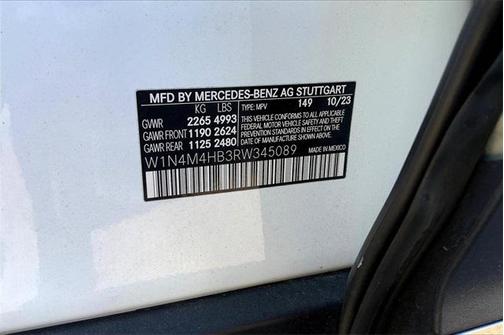 MFD BY MERCEDES-BENZ AG STUTTGART
KG LBS TYPE: MPV 149 10/23
GVWR 2265 4993
GAWR FRONT 1190 2624
GAWR REAR 1125 2480
THIS VEHICLE CONFORMS TO ALL APPLICABLE
FEDERAL MOTOR VEHICLE SAFETY AND THEFT
PREVENTION STANDARDS IN EFFECT ON THE DATE
OF MANUFACTURE SHOWN ABOVE.
MADE IN MEXICO
W1N4M4HB3RW345089